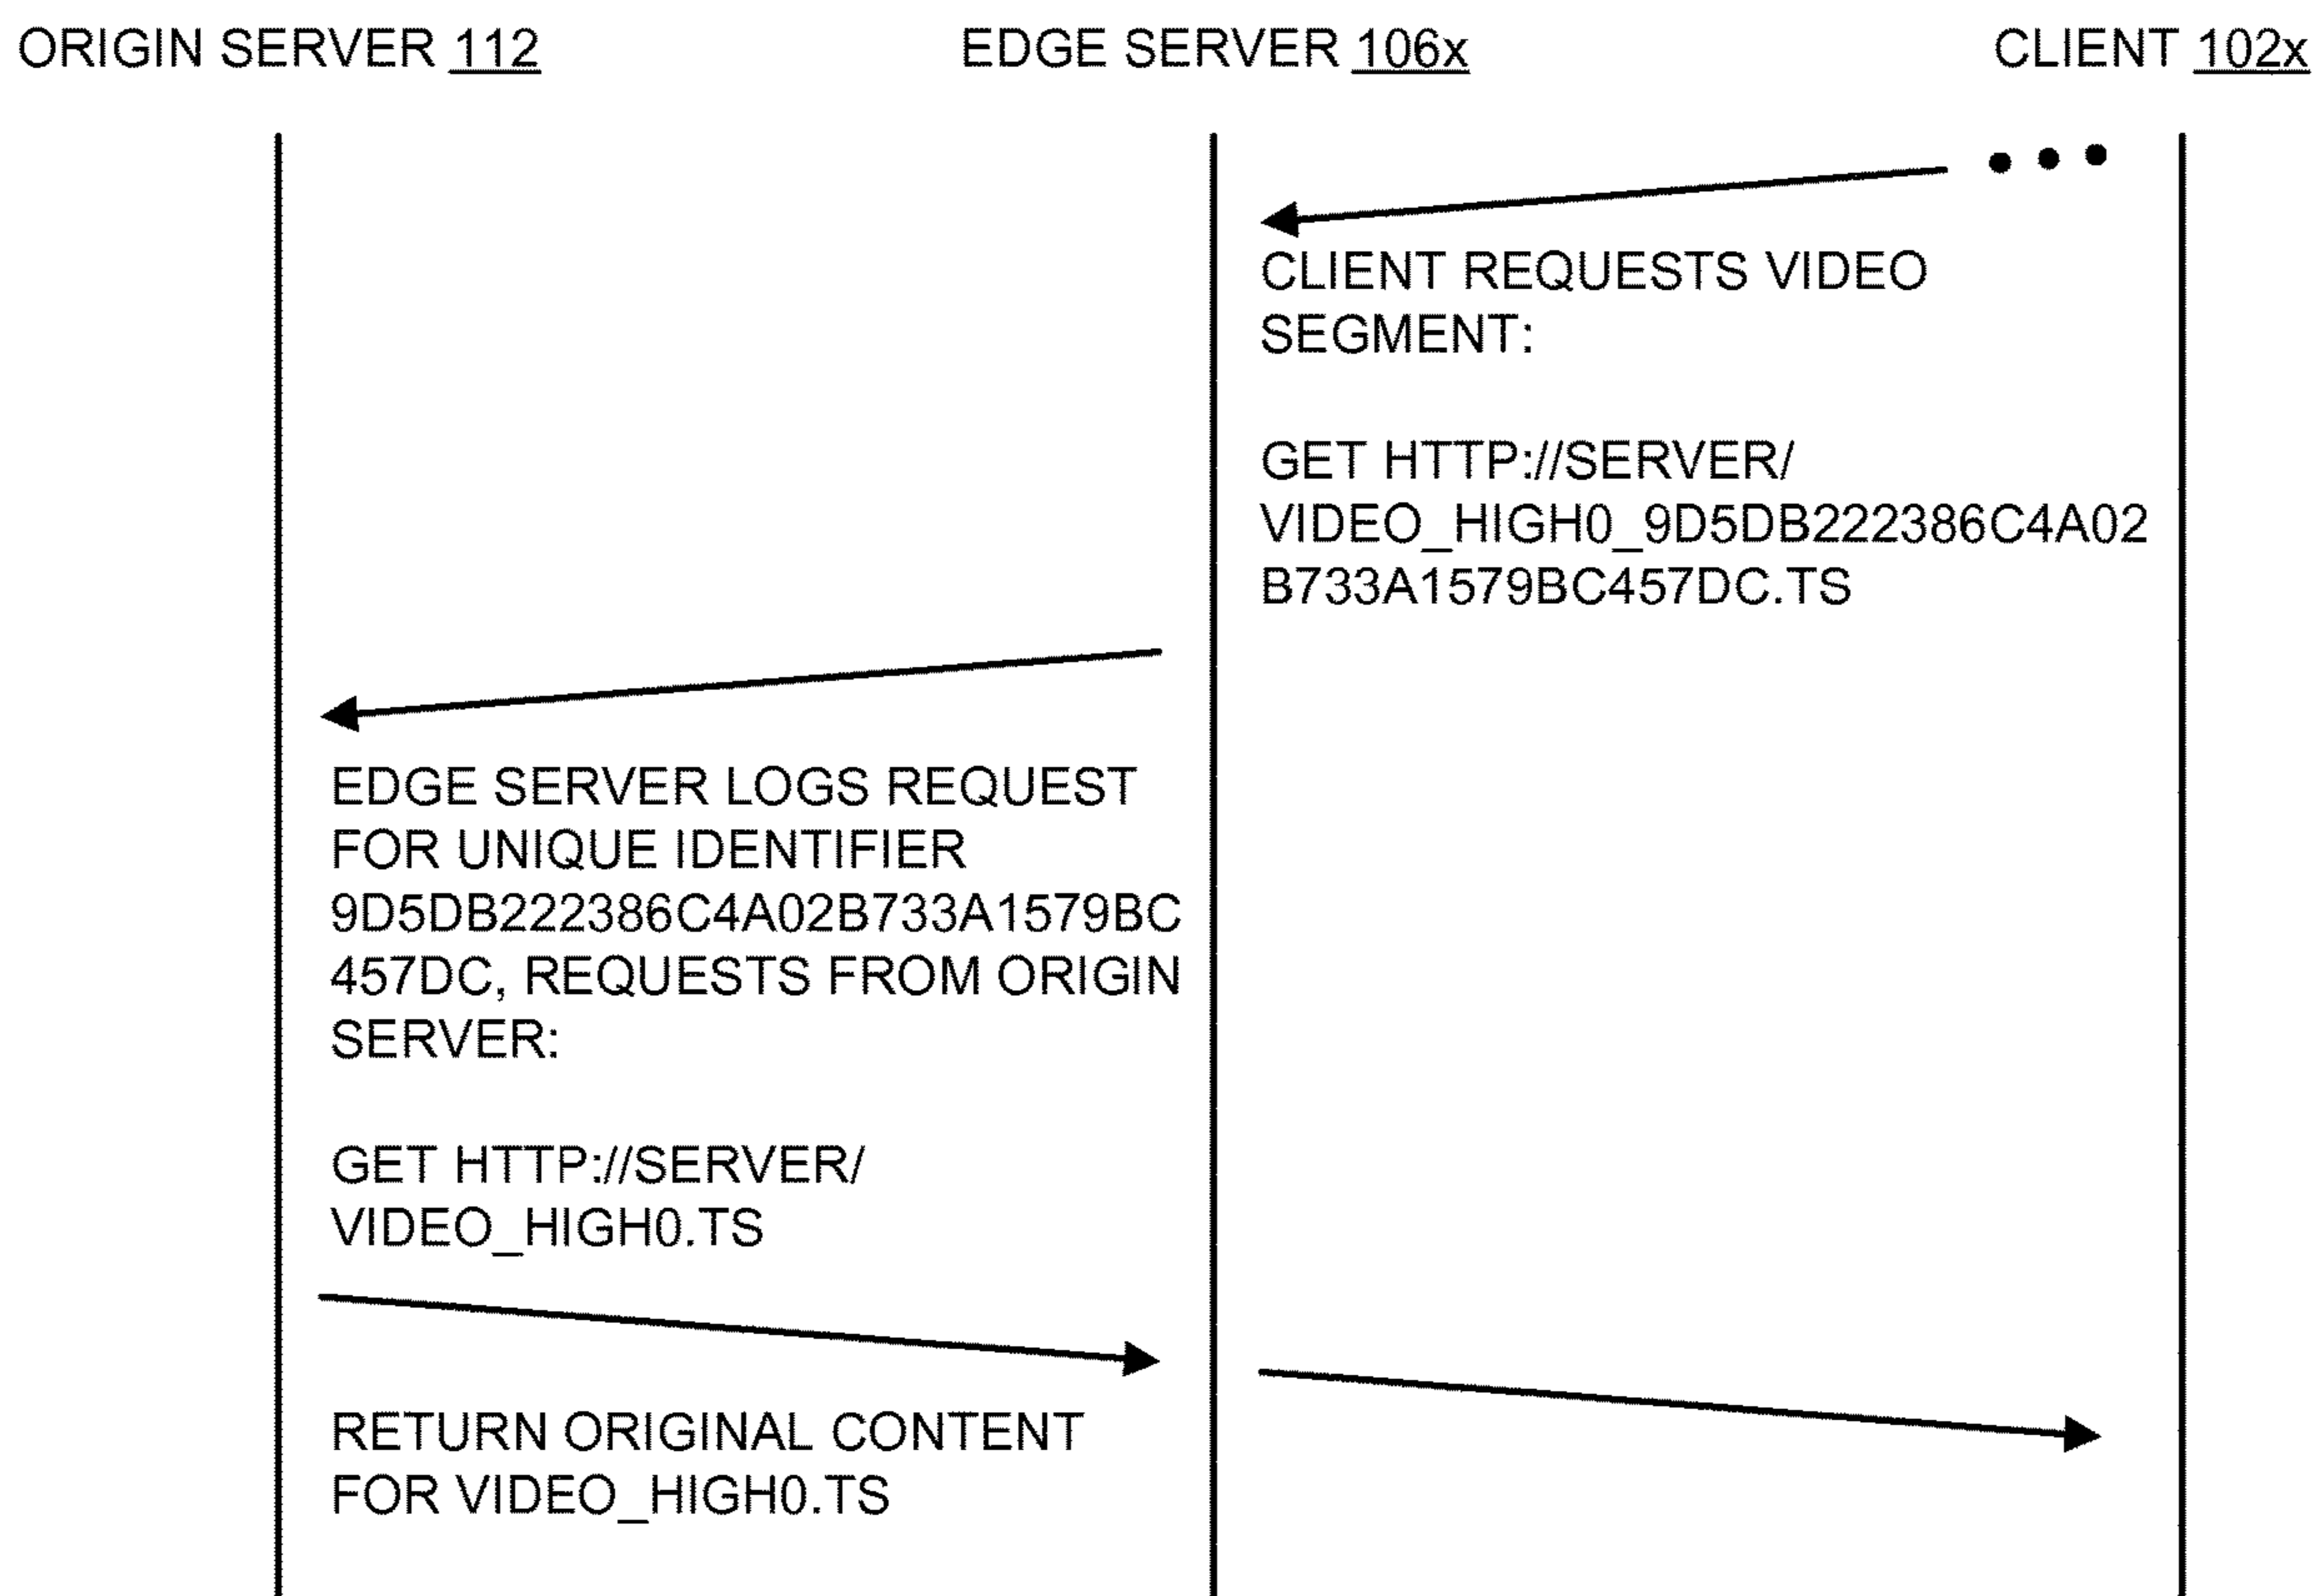 ORIGIN SERVER 112
EDGE SERVER 106x
CLIENT 102x
CLIENT REQUESTS VIDEO
SEGMENT:
GET HTTP://SERVER/
VIDEO_HIGH0_9D5DB222386C4A02
B733A1579BC457DC.TS
EDGE SERVER LOGS REQUEST
FOR UNIQUE IDENTIFIER
9D5DB222386C4A02B733A1579BC
457DC, REQUESTS FROM ORIGIN
SERVER:
GET HTTP://SERVER/
VIDEO_HIGH0.TS
RETURN ORIGINAL CONTENT
FOR VIDEO_HIGH0.TS